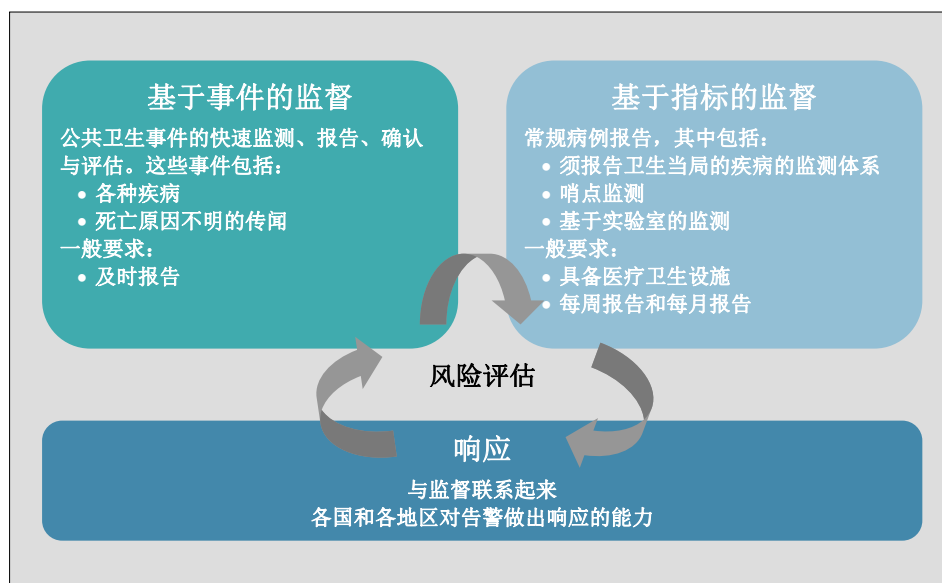 基于事件的监督
公共卫生事件的快速监测、报告、确认
与评估。这些事件包括：
• 各种疾病
• 死亡原因不明的传闻
一般要求：
• 及时报告
基于指标的监督
常规病例报告，其中包括：
• 须报告卫生当局的疾病的监测体系
• 哨点监测
• 基于实验室的监测
一般要求：
• 具备医疗卫生设施
• 每周报告和每月报告
风险评估
响应
与监督联系起来
各国和各地区对告警做出响应的能力